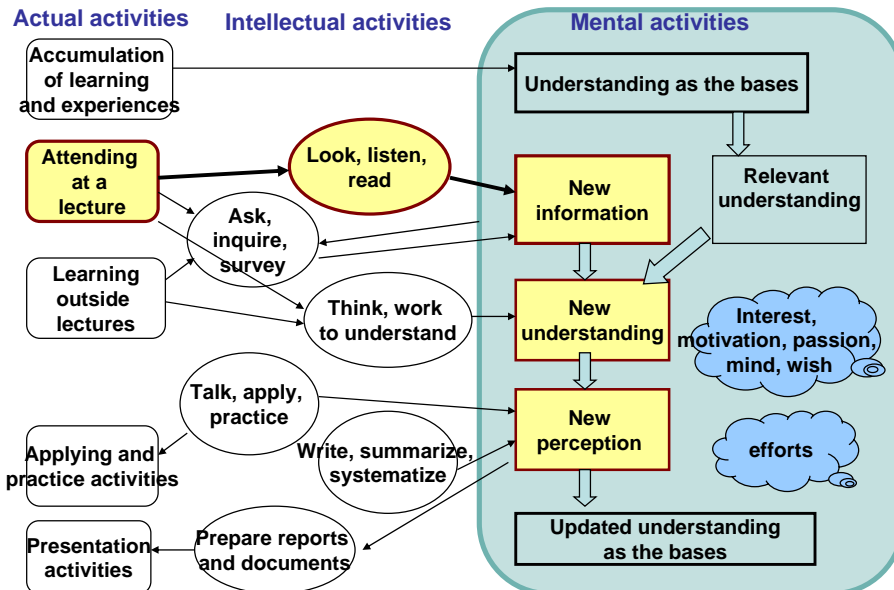 Actual activities
Intellectual activities
Mental activities
Accumulation
of learning
and experiences
Understanding as the bases
Attending
at a
lecture
Look, listen,
read
New
information
Relevant
understanding
Ask,
inquire,
survey
Learning
outside
lectures
Think, work
to understand
New
understanding
Interest,
motivation, passion,
mind, wish
Talk, apply,
practice
New
perception
Applying and
practice activities
Write, summarize,
systematize
efforts
Presentation
activities
Prepare reports
and documents
Updated understanding
as the bases